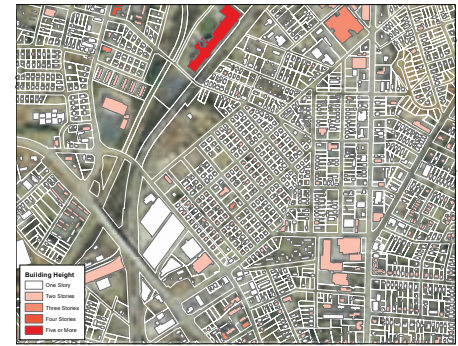 Building Height
One Story
Two Stories
Three Stories
Four Stories
Five or More